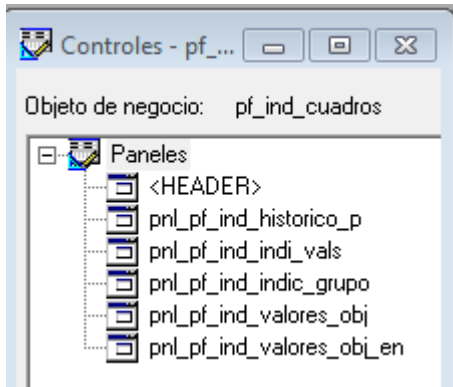 Controles - pf_...
Objeto de negocio: pf_ind_cuadros
Paneles
<HEADER>
pnl_pf_ind_historico_p
pnl_pf_ind_indi_vals
pnl_pf_ind_indic_grupo
pnl_pf_ind_valores_obj
pnl_pf_ind_valores_obj_en